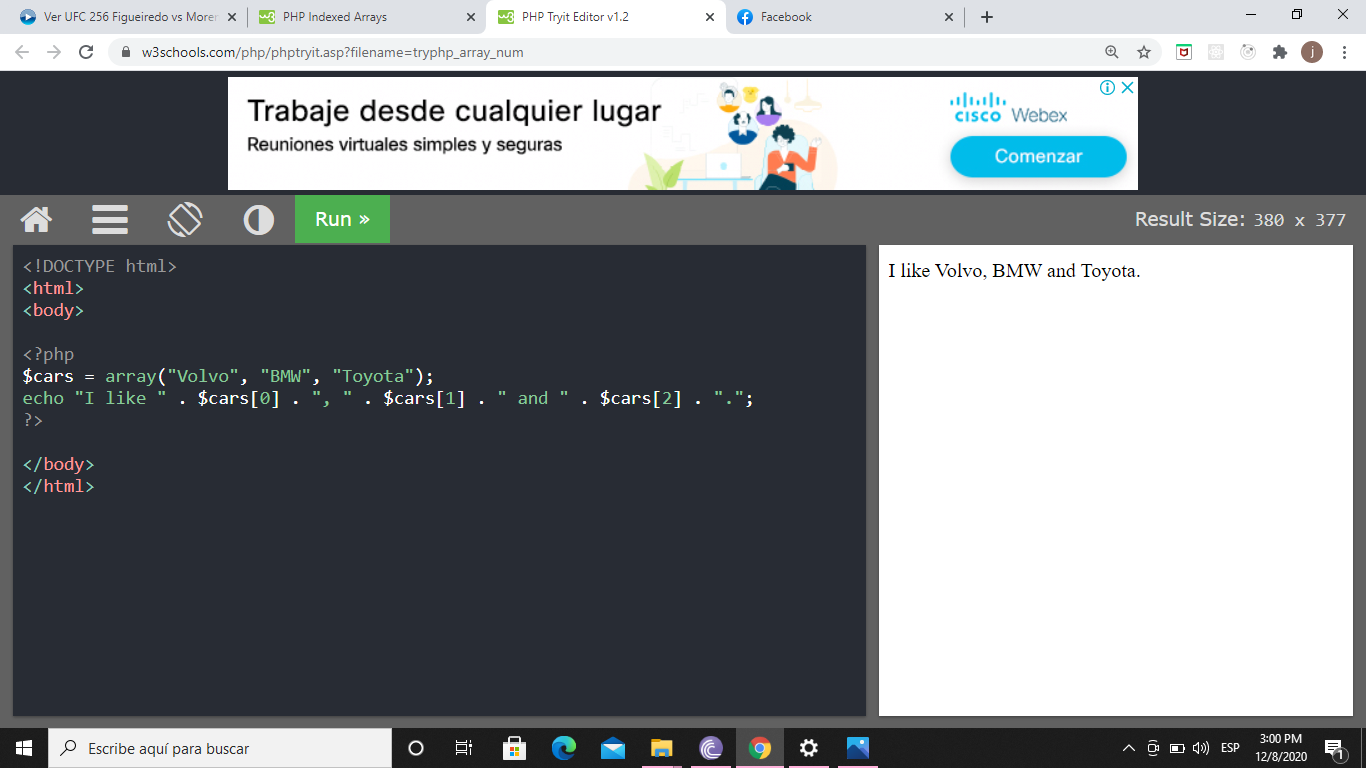 Ver UFC 256 Figueiredo vs Moren
PHP Indexed Arrays
PHP Tryit Editor v1.2
Facebook
w3schools.com/php/phptryit.asp?filename=tryphp_array_num
j
Trabaje desde cualquier lugar
Reuniones virtuales simples y seguras
CISCO Webex
Comenzar
Run »
Result Size: 380 x 377
<!DOCTYPE html>
<html>
<body>
<?php
$cars = array("Volvo", "BMW", "Toyota");
echo "I like " . $cars[0] . ", " . $cars[1] . " and " . $cars[2] . ".";
?>
</body>
</html>
I like Volvo, BMW and Toyota.
Escribe aquí para buscar
ESP
3:00 PM
12/8/2020
1